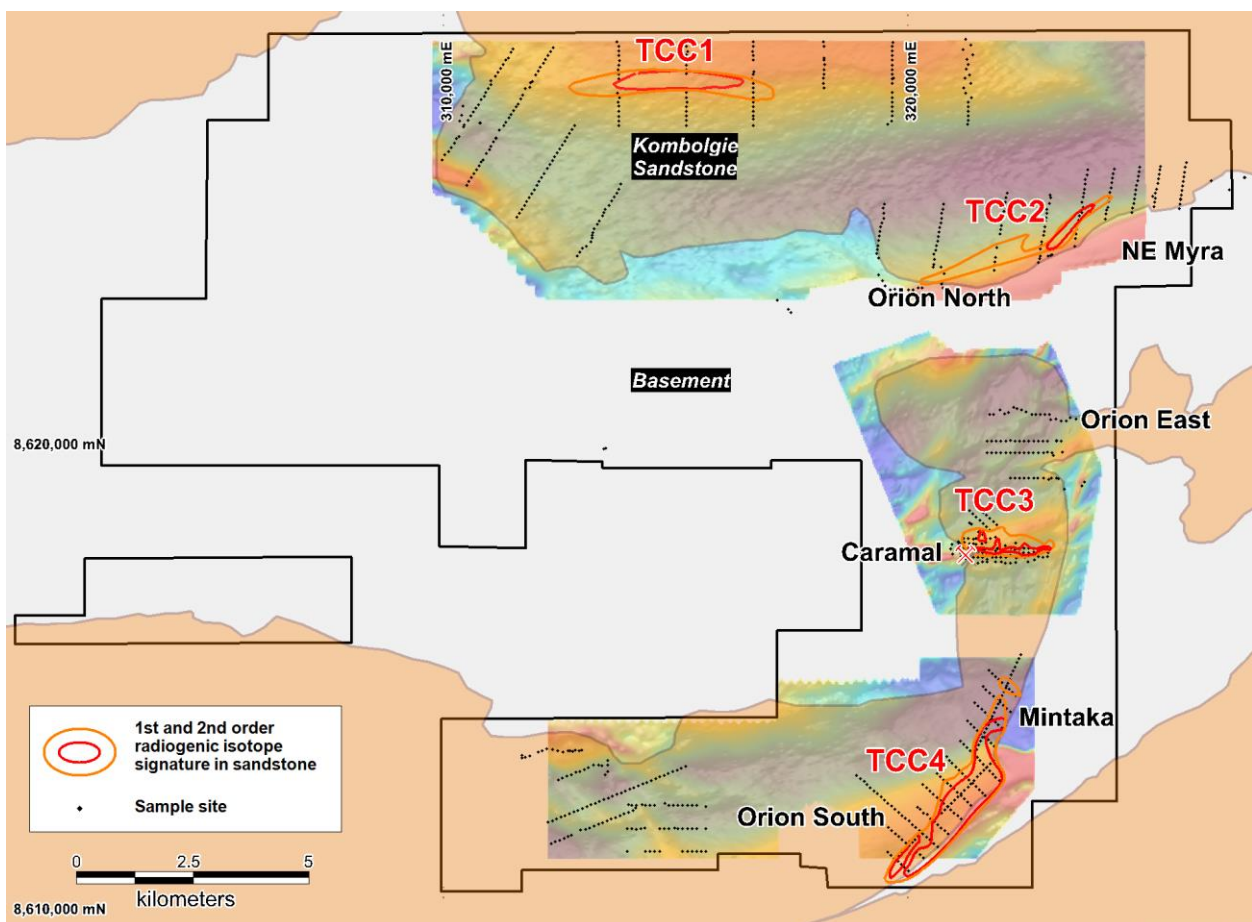 TCC1
310,000 mE
320,000 mE
Kombolgie
Sandstone
TCC2
NE Myra
Orion North
Basement
Orion East
8,620,000 mN
TCC3
Caramal
Mintaka
TCC4
Orion South
1st and 2nd order
radiogenic isotope
signature in sandstone
Sample site
0 2.5 5
kilometers
8,610,000 mN